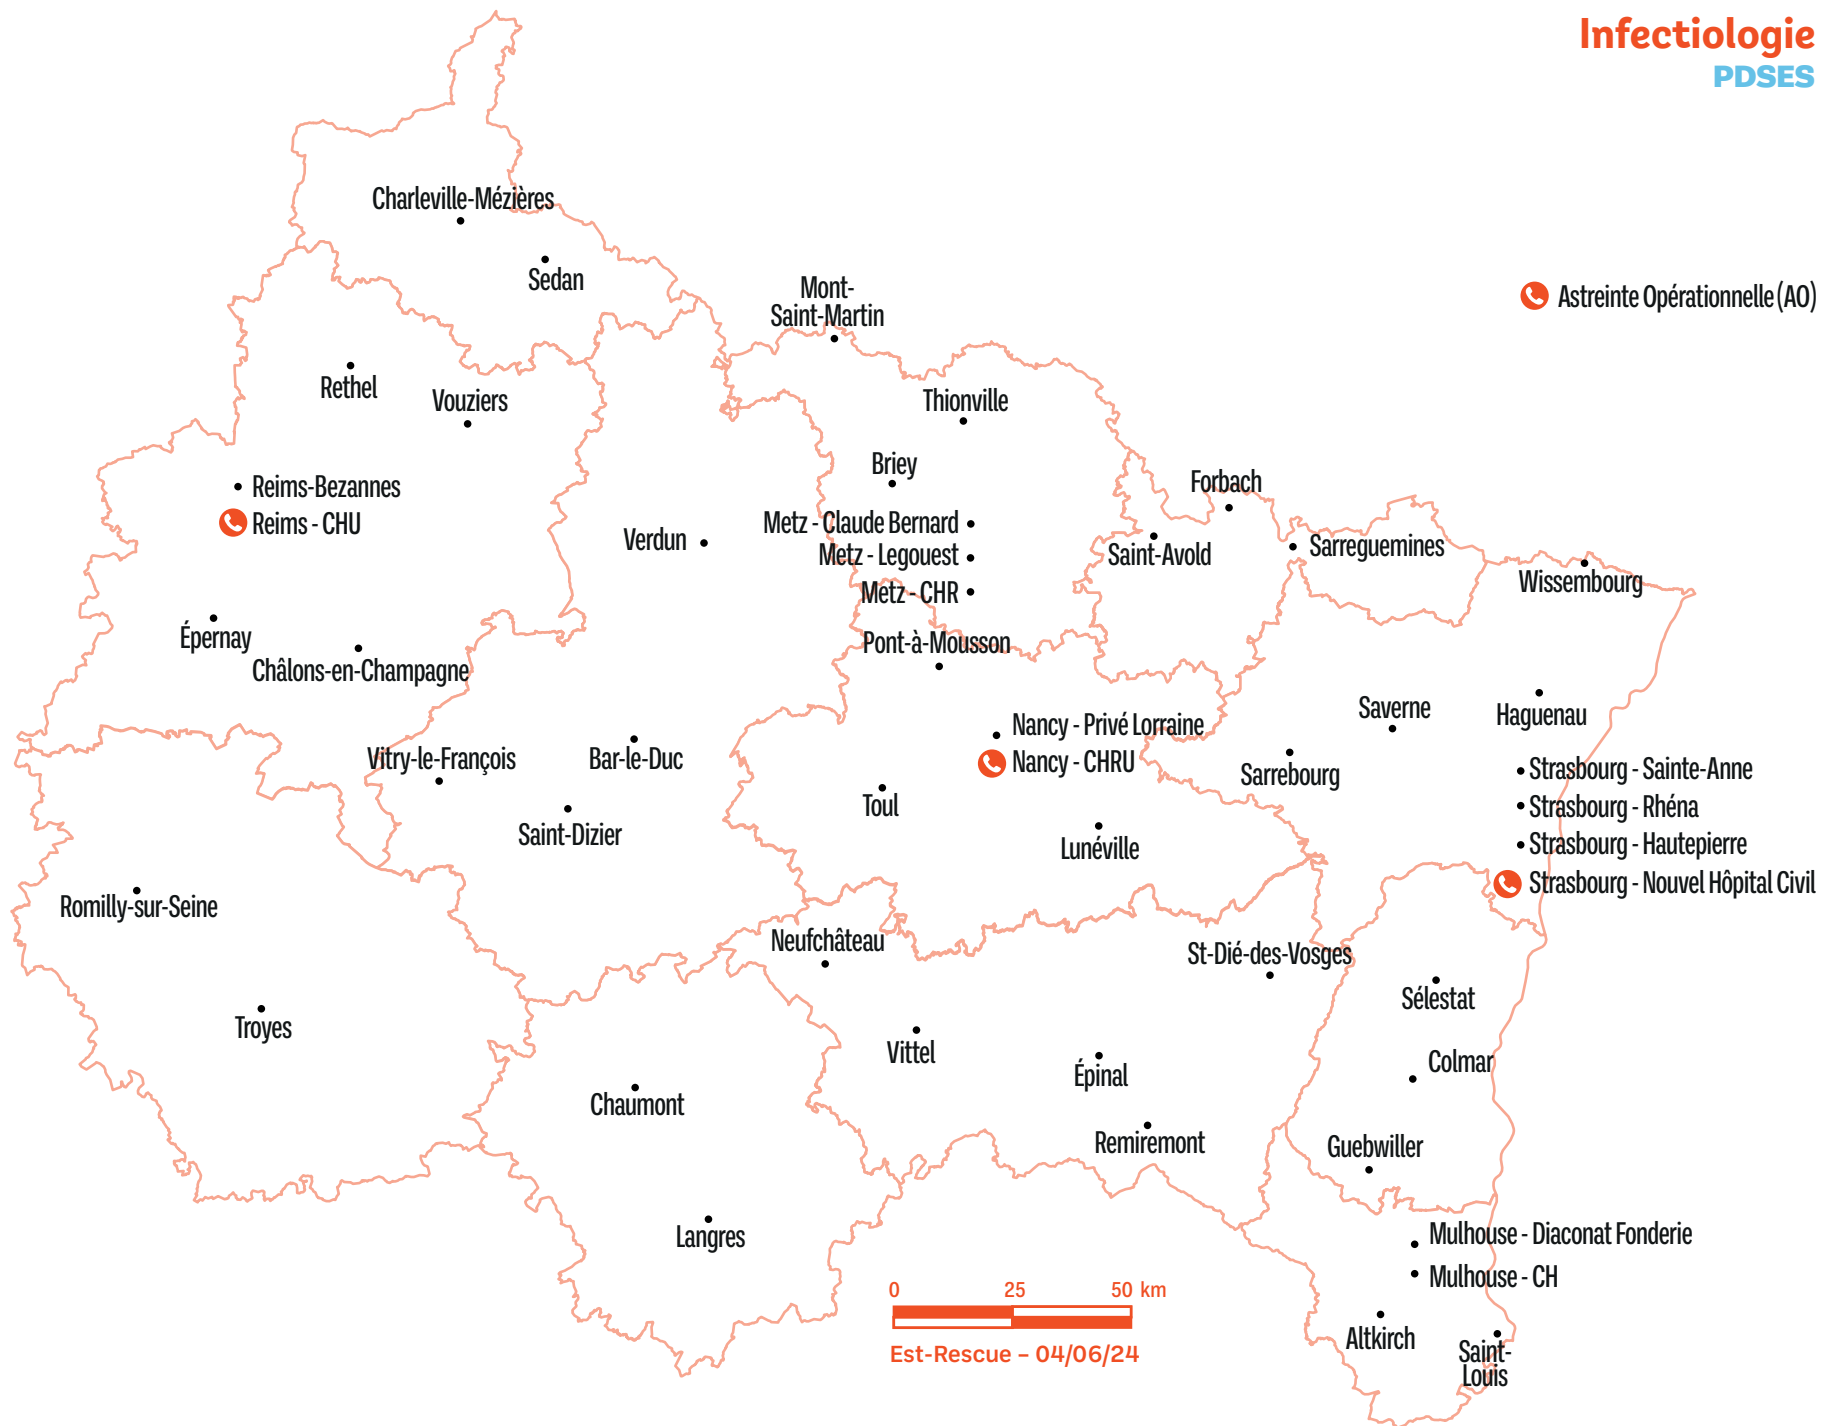 Infectiologie
PDSES
Charleville-Mézières
Sedan
Mont-
Saint-Martin
Astreinte Opérationnelle (AO)
Rethel
Vouziers
Thionville
Briey
Forbach
Reims-Bezannes
Reims - CHU
Verdun
Metz - Claude Bernard
Metz - Legouest
Metz - CHR
Saint-Avold
Sarreguemines
Wissembourg
Épernay
Châlons-en-Champagne
Pont-à-Mousson
Nancy - Privé Lorraine
Nancy - CHRU
Saverne
Haguenau
Vitry-le-François
Bar-le-Duc
Sarrebourg
Strasbourg - Sainte-Anne
Strasbourg - Rhéna
Strasbourg - Hautepierre
Strasbourg - Nouvel Hôpital Civil
Toul
Saint-Dizier
Lunéville
Romilly-sur-Seine
Neufchâteau
St-Dié-des-Vosges
Sélestat
Troyes
Vittel
Épinal
Colmar
Chaumont
Remiremont
Guebwiller
Langres
Mulhouse - Diaconat Fonderie
Mulhouse - CH
0 25 50 km
Est-Rescue – 04/06/24
Altkirch
Saint-
Louis